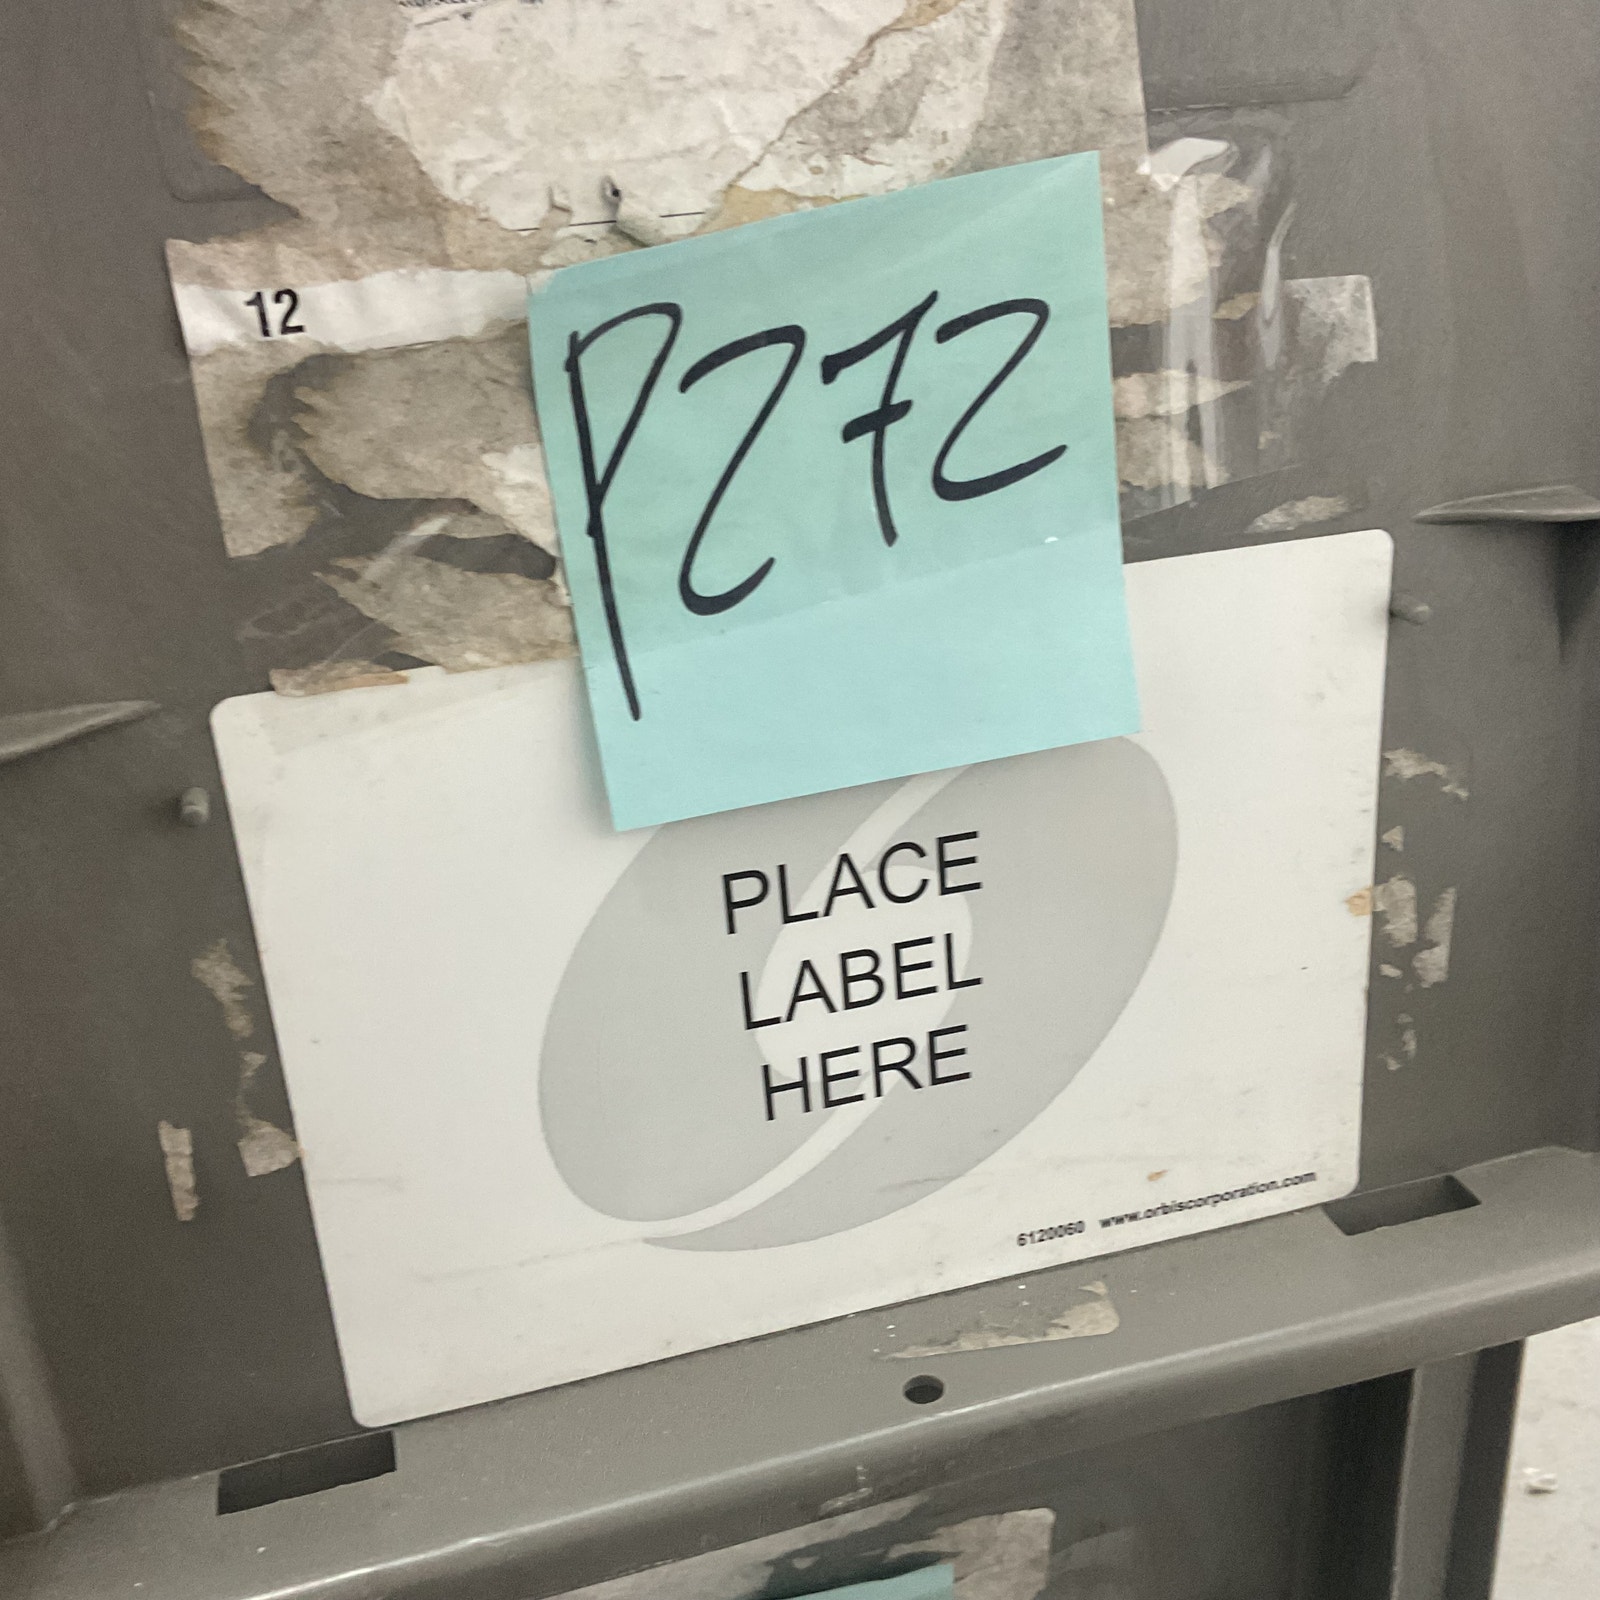 12
P272
PLACE
LABEL
HERE
6120060 www.orbiscorporation.com